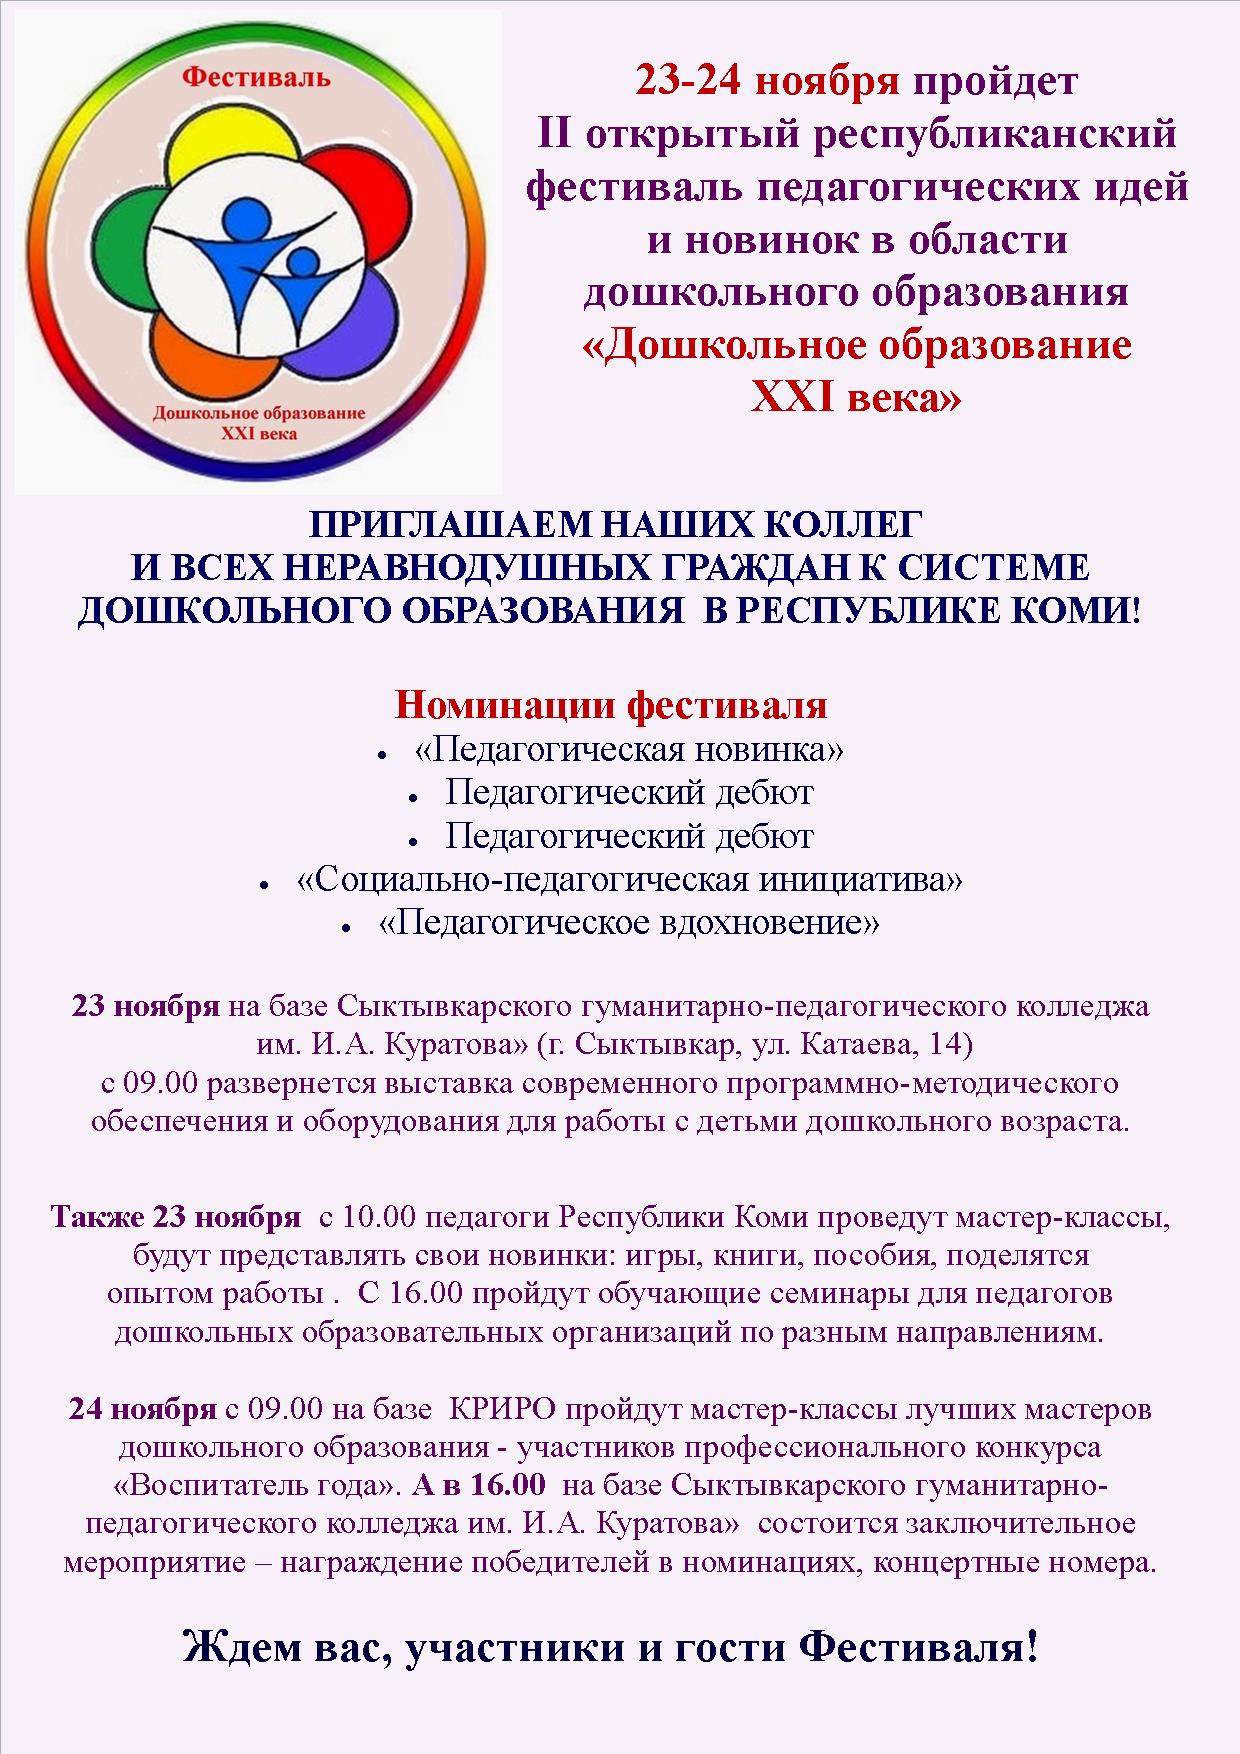 Фестиваль
Дошкольное образование
XXI века
23-24 ноября пройдет
II открытый республиканский
фестиваль педагогических идей
и новинок в области
дошкольного образования
«Дошкольное образование
XXI века»
ПРИГЛАШАЕМ НАШИХ КОЛЛЕГ
И ВСЕХ НЕРАВНОДУШНЫХ ГРАЖДАН К СИСТЕМЕ
ДОШКОЛЬНОГО ОБРАЗОВАНИЯ В РЕСПУБЛИКЕ КОМИ!
Номинации фестиваля
• «Педагогическая новинка»
• Педагогический дебют
• Педагогический дебют
• «Социально-педагогическая инициатива»
• «Педагогическое вдохновение»
23 ноября на базе Сыктывкарского гуманитарно-педагогического колледжа
им. И.А. Куратова» (г. Сыктывкар, ул. Катаева, 14)
с 09.00 развернется выставка современного программно-методического
обеспечения и оборудования для работы с детьми дошкольного возраста.
Также 23 ноября с 10.00 педагоги Республики Коми проведут мастер-классы,
будут представлять свои новинки: игры, книги, пособия, поделятся
опытом работы . С 16.00 пройдут обучающие семинары для педагогов
дошкольных образовательных организаций по разным направлениям.
24 ноября с 09.00 на базе КРИРО пройдут мастер-классы лучших мастеров
дошкольного образования - участников профессионального конкурса
«Воспитатель года». А в 16.00 на базе Сыктывкарского гуманитарно-
педагогического колледжа им. И.А. Куратова» состоится заключительное
мероприятие – награждение победителей в номинациях, концертные номера.
Ждем вас, участники и гости Фестиваля!